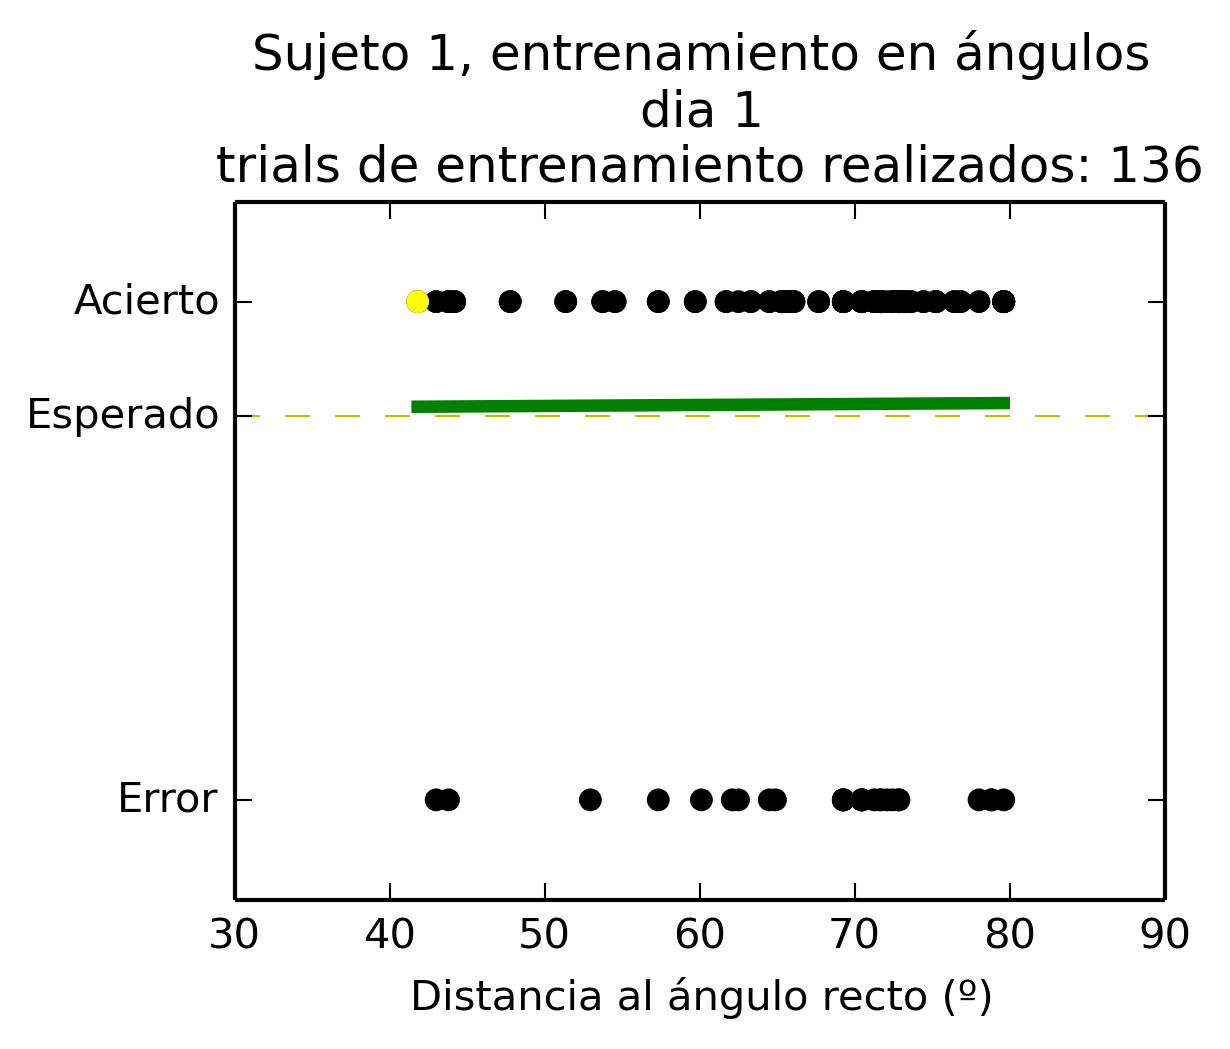 Sujeto 1, entrenamiento en ángulos
dia 1
trials de entrenamiento realizados: 136
Acierto
Esperado
Error
30 40 50 60 70 80 90
Distancia al ángulo recto (º)